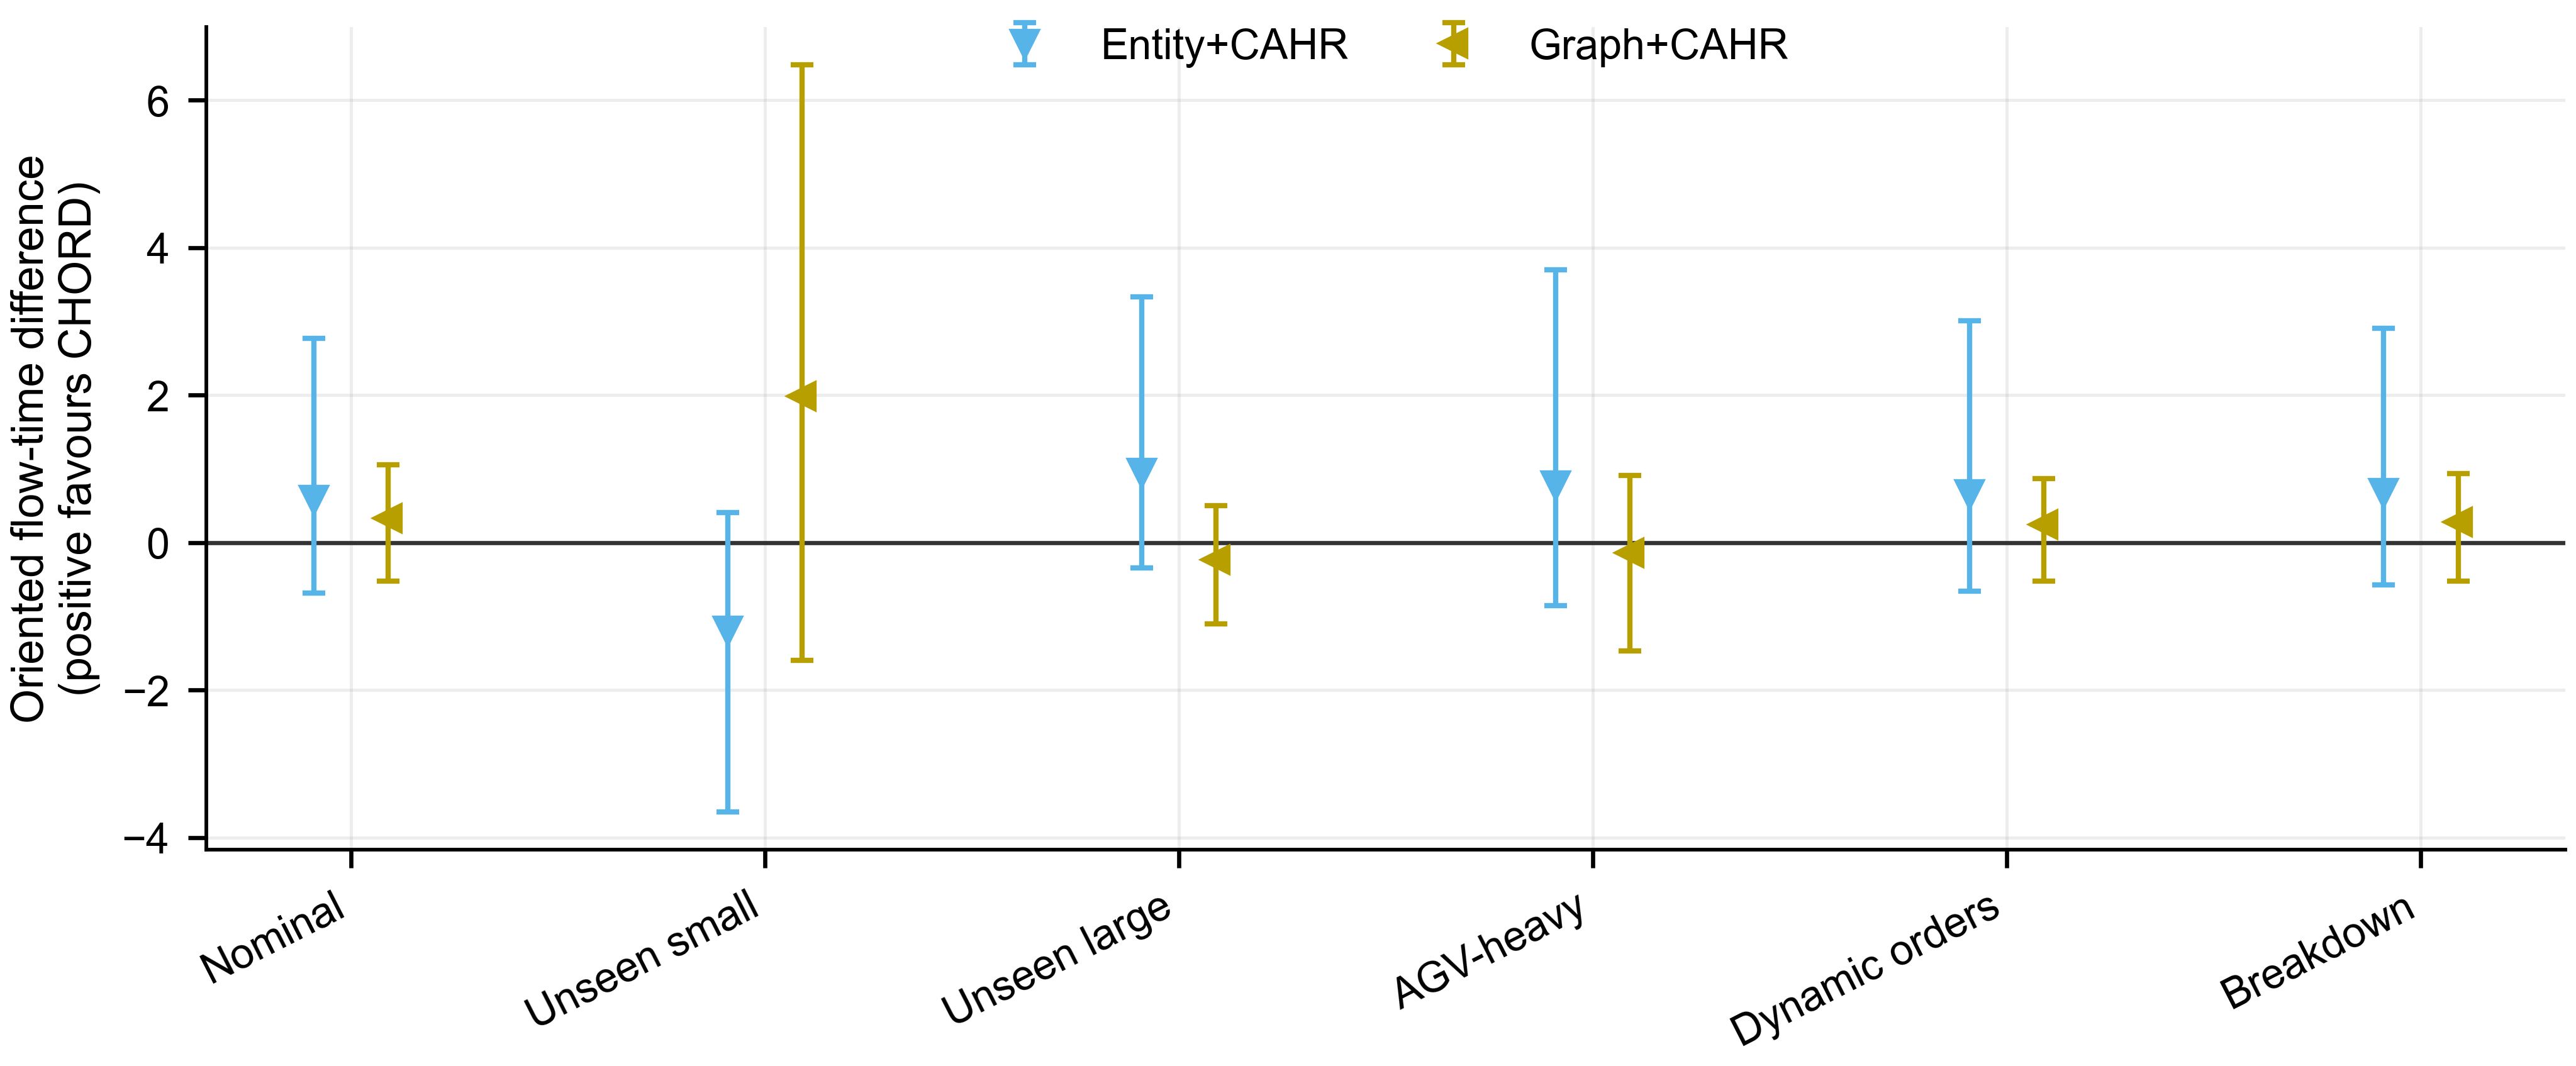 Entity+CAHR
Graph+CAHR
Oriented flow-time difference
(positive favours CHORD)
6
4
2
0
−2
−4
Nominal
Unseen small
Unseen large
AGV-heavy
Dynamic orders
Breakdown